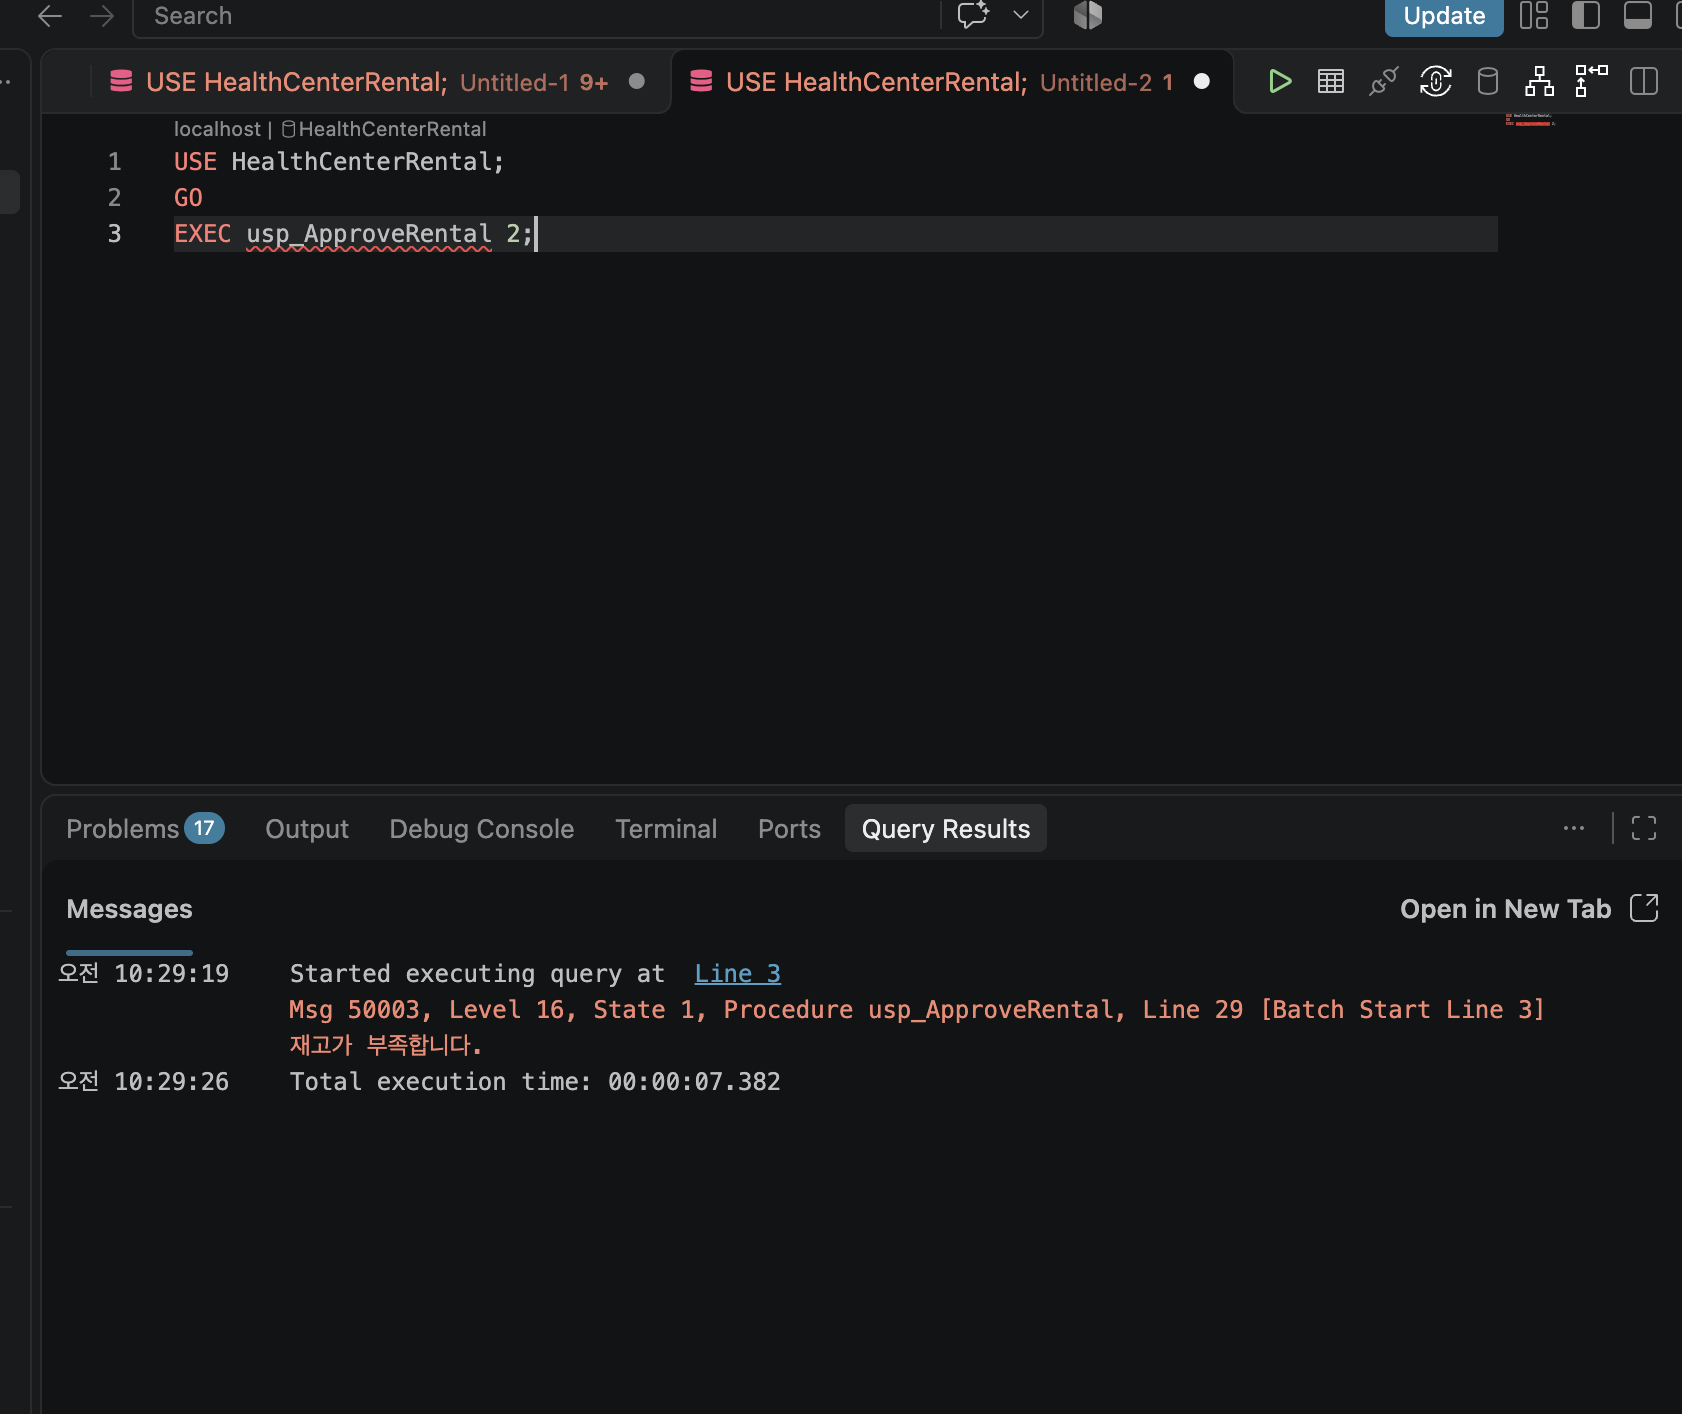 Search
Update
USE HealthCenterRental; Untitled-1 9+
USE HealthCenterRental; Untitled-2 1
localhost | HealthCenterRental
1 USE HealthCenterRental;
2 GO
3 EXEC usp_ApproveRental 2;
Problems 17 Output Debug Console Terminal Ports Query Results
Messages
Open in New Tab
오전 10:29:19 Started executing query at Line 3
Msg 50003, Level 16, State 1, Procedure usp_ApproveRental, Line 29 [Batch Start Line 3]
재고가 부족합니다.
오전 10:29:26 Total execution time: 00:00:07.382